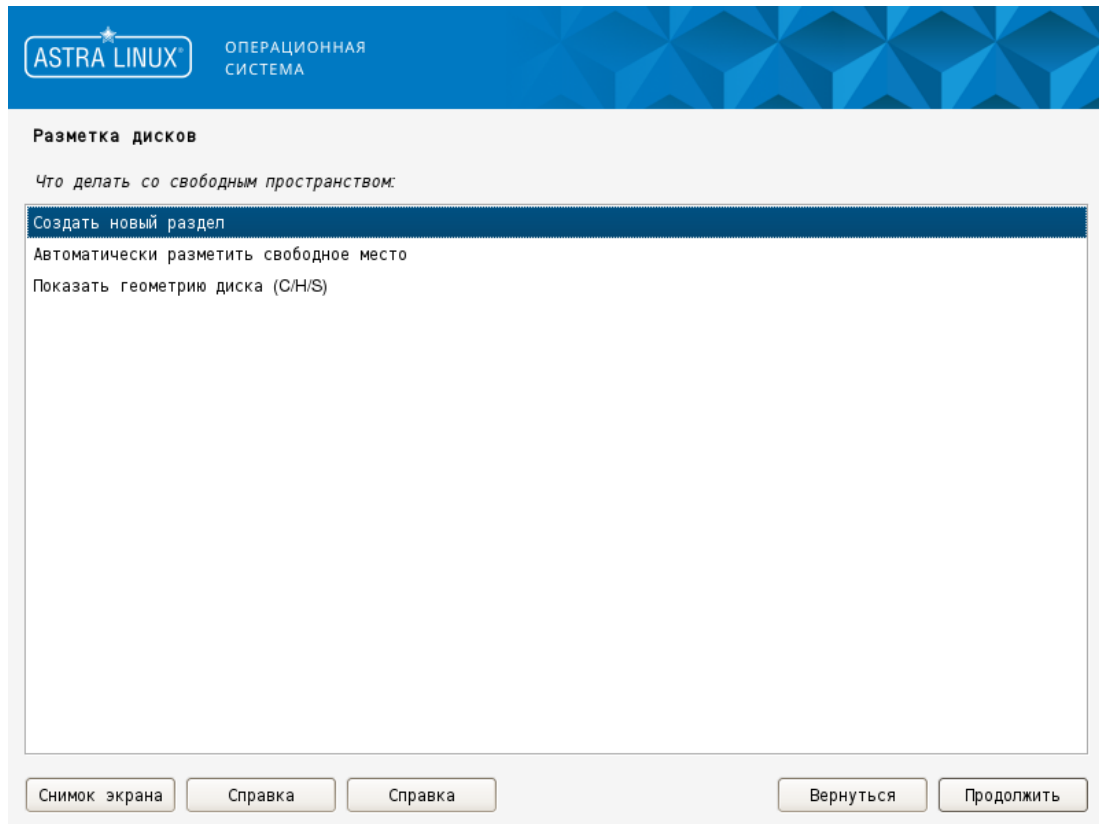 ASTRA LINUX®
ОПЕРАЦИОННАЯ
СИСТЕМА
Разметка дисков
Что делать со свободным пространством:
Создать новый раздел
Автоматически разметить свободное место
Показать геометрию диска (C/H/S)
Снимок экрана
Справка
Справка
Вернуться
Продолжить